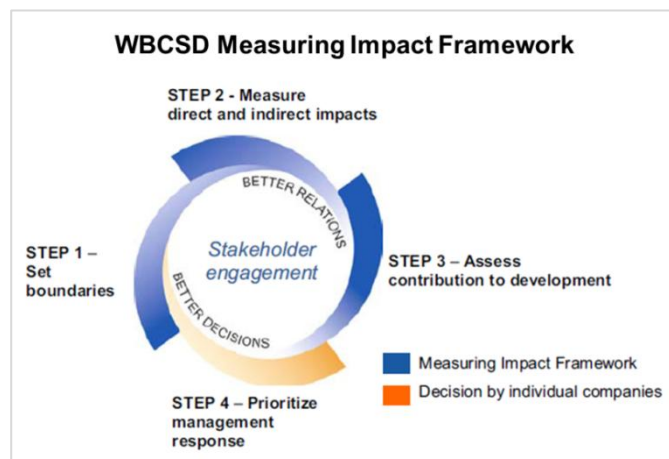 WBCSD Measuring Impact Framework
STEP 2 - Measure
direct and indirect impacts
BETTER RELATIONS
STEP 1 –
Set
boundaries
Stakeholder
engagement
STEP 3 – Assess
contribution to development
BETTER DECISIONS
Measuring Impact Framework
Decision by individual companies
STEP 4 – Prioritize
management
response